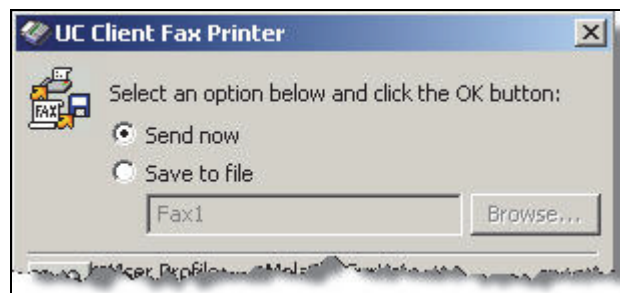 UC Client Fax Printer
Select an option below and click the OK button:
FAX
Send now
Save to file
Fax1
Browse...